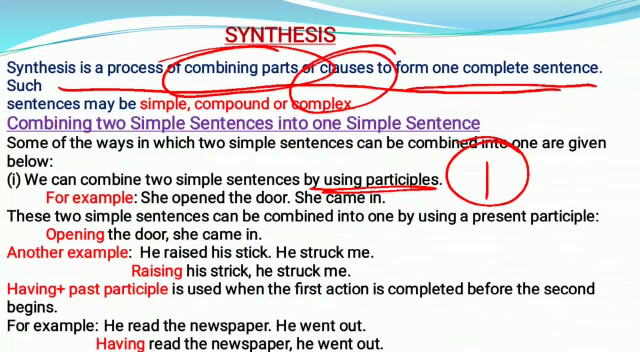 SYNTHESIS
Synthesis is a process of combining parts or clauses to form one complete sentence.
Such
sentences may be simple, compound or complex.
Combining two Simple Sentences into one Simple Sentence
Some of the ways in which two simple sentences can be combined into one are given
below:
(i) We can combine two simple sentences by using participles.
For example: She opened the door. She came in.
These two simple sentences can be combined into one by using a present participle:
Opening the door, she came in.
Another example: He raised his stick. He struck me.
Raising his strick, he struck me.
Having+ past participle is used when the first action is completed before the second
begins.
For example: He read the newspaper. He went out.
Having read the newspaper, he went out.